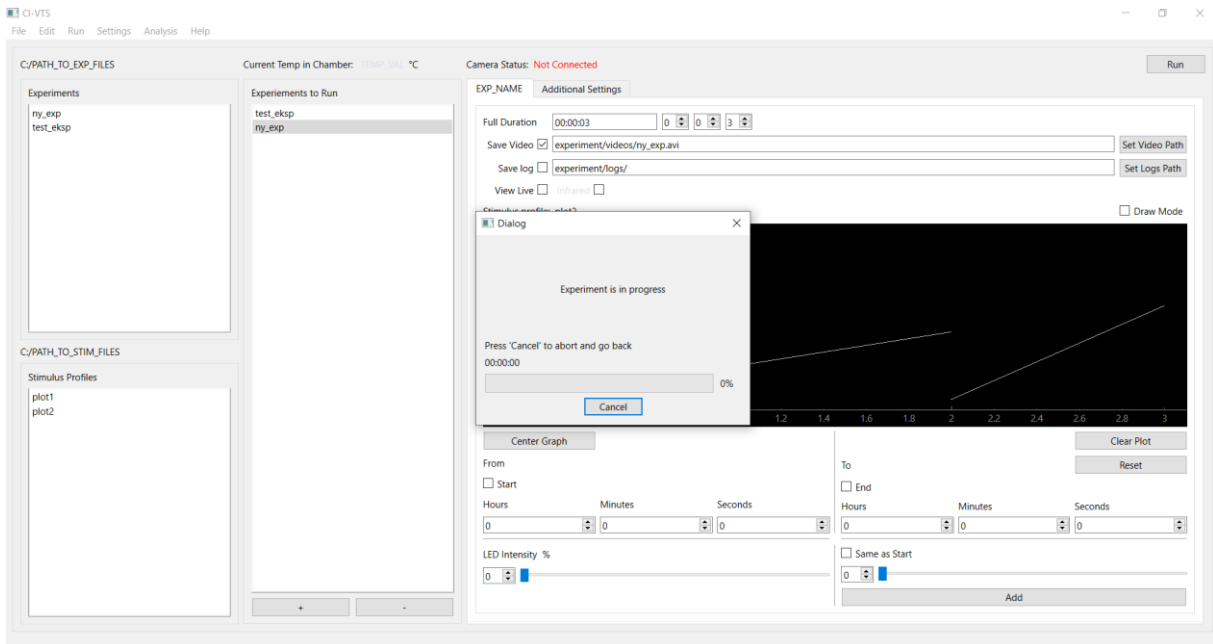 CI-VTS
File Edit Run Settings Analysis Help
C:/PATH_TO_EXP_FILES
Current Temp in Chamber: TEMP_VAL °C
Camera Status: Not Connected
Run
Experiments
ny_exp
test_eksp
Experiements to Run
test_eksp
ny_exp
EXP_NAME Additional Settings
Full Duration 00:00:03 0 0 3
Save Video experiment/videos/ny_exp.avi Set Video Path
Save log experiment/logs/ Set Logs Path
View Live Infrared
Stimulus profile: plot2 Draw Mode
Dialog
Experiment is in progress
Press 'Cancel' to abort and go back
00:00:00
0%
Cancel
1.2 1.4 1.6 1.8 2 2.2 2.4 2.6 2.8 3
C:/PATH_TO_STIM_FILES
Stimulus Profiles
plot1
plot2
+ -
Center Graph Clear Plot
From To Reset
Start End
Hours Minutes Seconds Hours Minutes Seconds
0 0 0 0 0 0
LED Intensity % Same as Start
0 0
Add